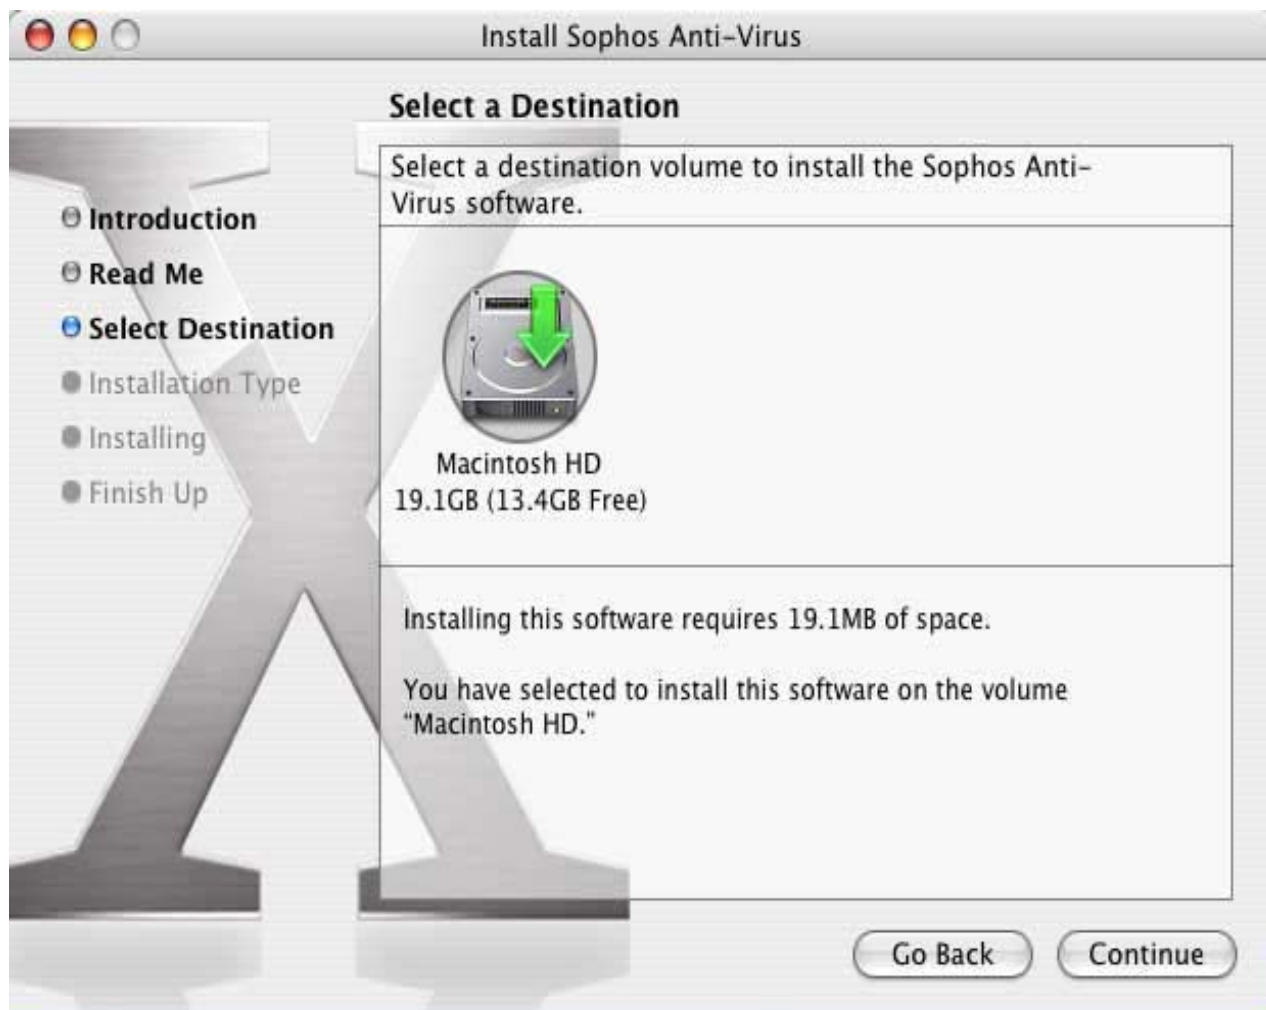 Install Sophos Anti-Virus
Select a Destination
Select a destination volume to install the Sophos Anti-
Virus software.
Introduction
Read Me
Select Destination
Installation Type
Installing
Finish Up
Macintosh HD
19.1GB (13.4GB Free)
Installing this software requires 19.1MB of space.
You have selected to install this software on the volume
“Macintosh HD.”
Go Back
Continue